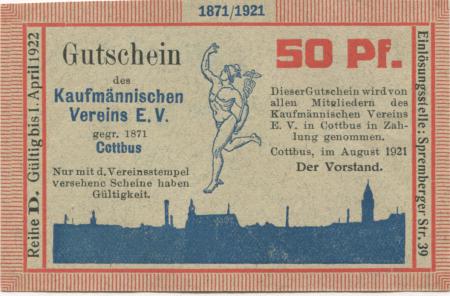 1871/1921
Gutschein
des
Kaufmännischen
Vereins E. V.
gegr. 1871
Cottbus
Nur mit d. Vereinsstempel
versehene Scheine haben
Gültigkeit.
50 Pf.
Dieser Gutschein wird von
allen Mitgliedern des
Kaufmännischen Vereins
E. V. in Cottbus in Zah-
lung genommen.
Cottbus, im August 1921
Der Vorstand.
Reihe D. Gültig bis 1. April 1922
Einlösungsstelle: Spremberger Str. 39